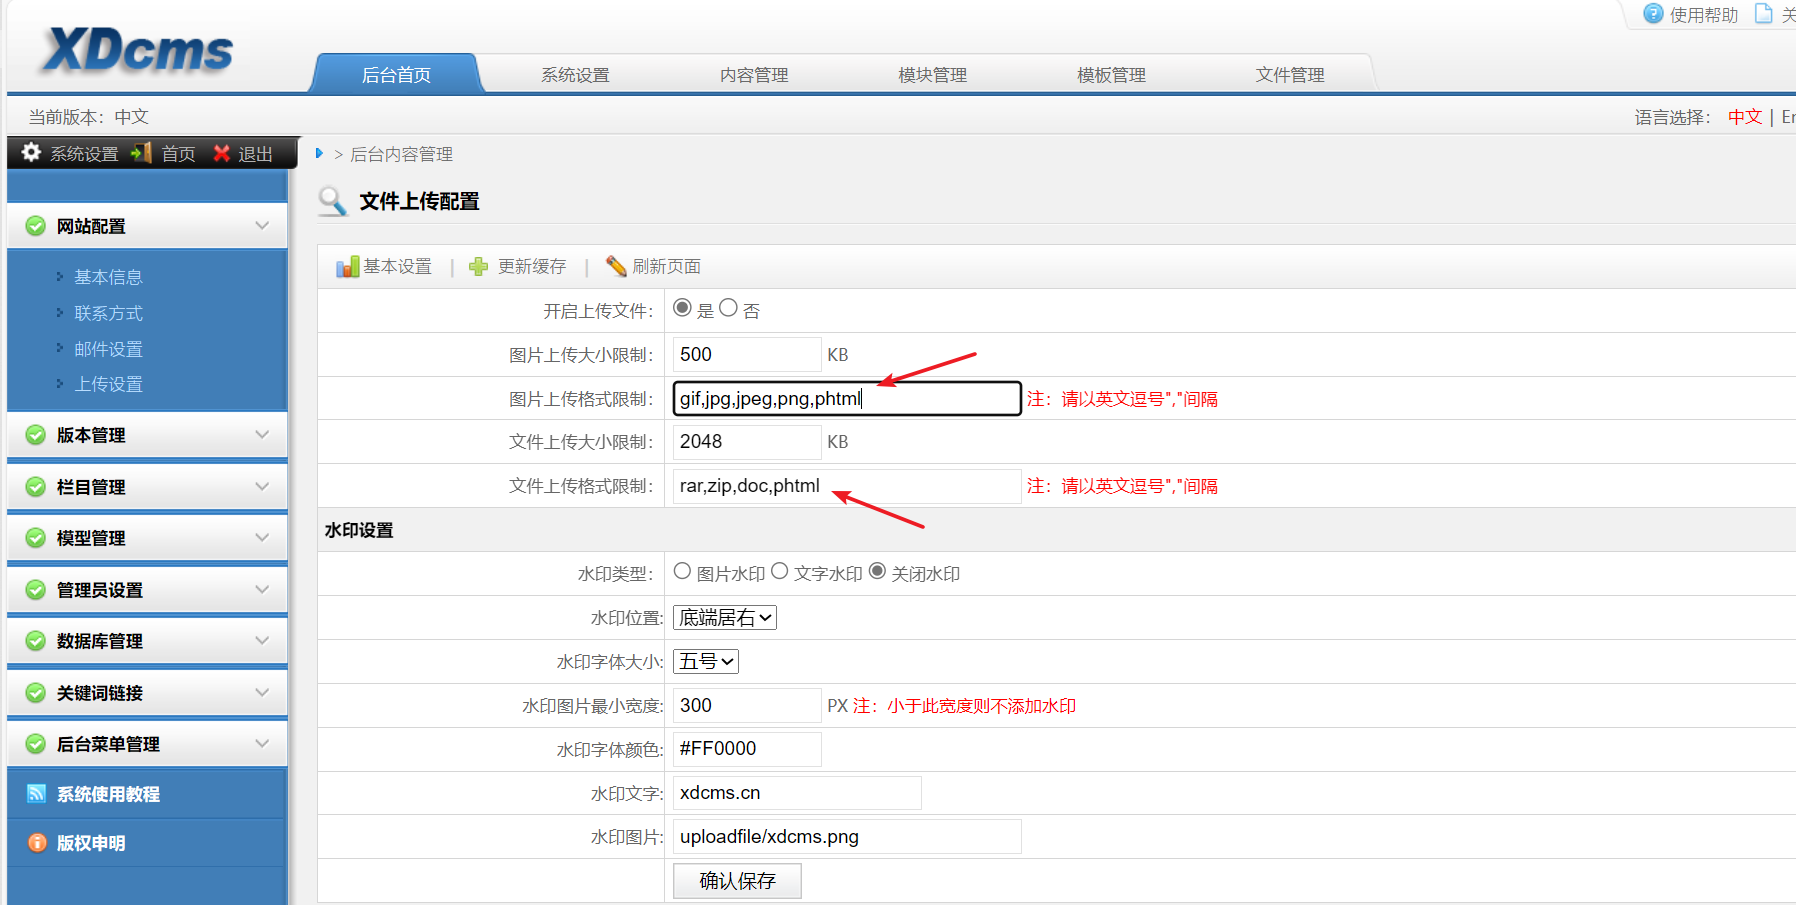 使用帮助
XDcms
后台首页 系统设置 内容管理 模块管理 模板管理 文件管理
当前版本：中文
语言选择： 中文 |
系统设置 首页 退出
> 后台内容管理
文件上传配置
网站配置
基本信息
联系方式
邮件设置
上传设置
版本管理
栏目管理
模型管理
管理员设置
数据库管理
关键词链接
后台菜单管理
系统使用教程
版权申明
基本设置 | 更新缓存 | 刷新页面
开启上传文件： 是 否
图片上传大小限制： 500 KB
图片上传格式限制： gif,jpg,jpeg,png,phtml 注：请以英文逗号","间隔
文件上传大小限制： 2048 KB
文件上传格式限制： rar,zip,doc,phtml 注：请以英文逗号","间隔
水印设置
水印类型： 图片水印 文字水印 关闭水印
水印位置: 底端居右
水印字体大小: 五号
水印图片最小宽度: 300 PX 注：小于此宽度则不添加水印
水印字体颜色: #FF0000
水印文字: xdcms.cn
水印图片: uploadfile/xdcms.png
确认保存